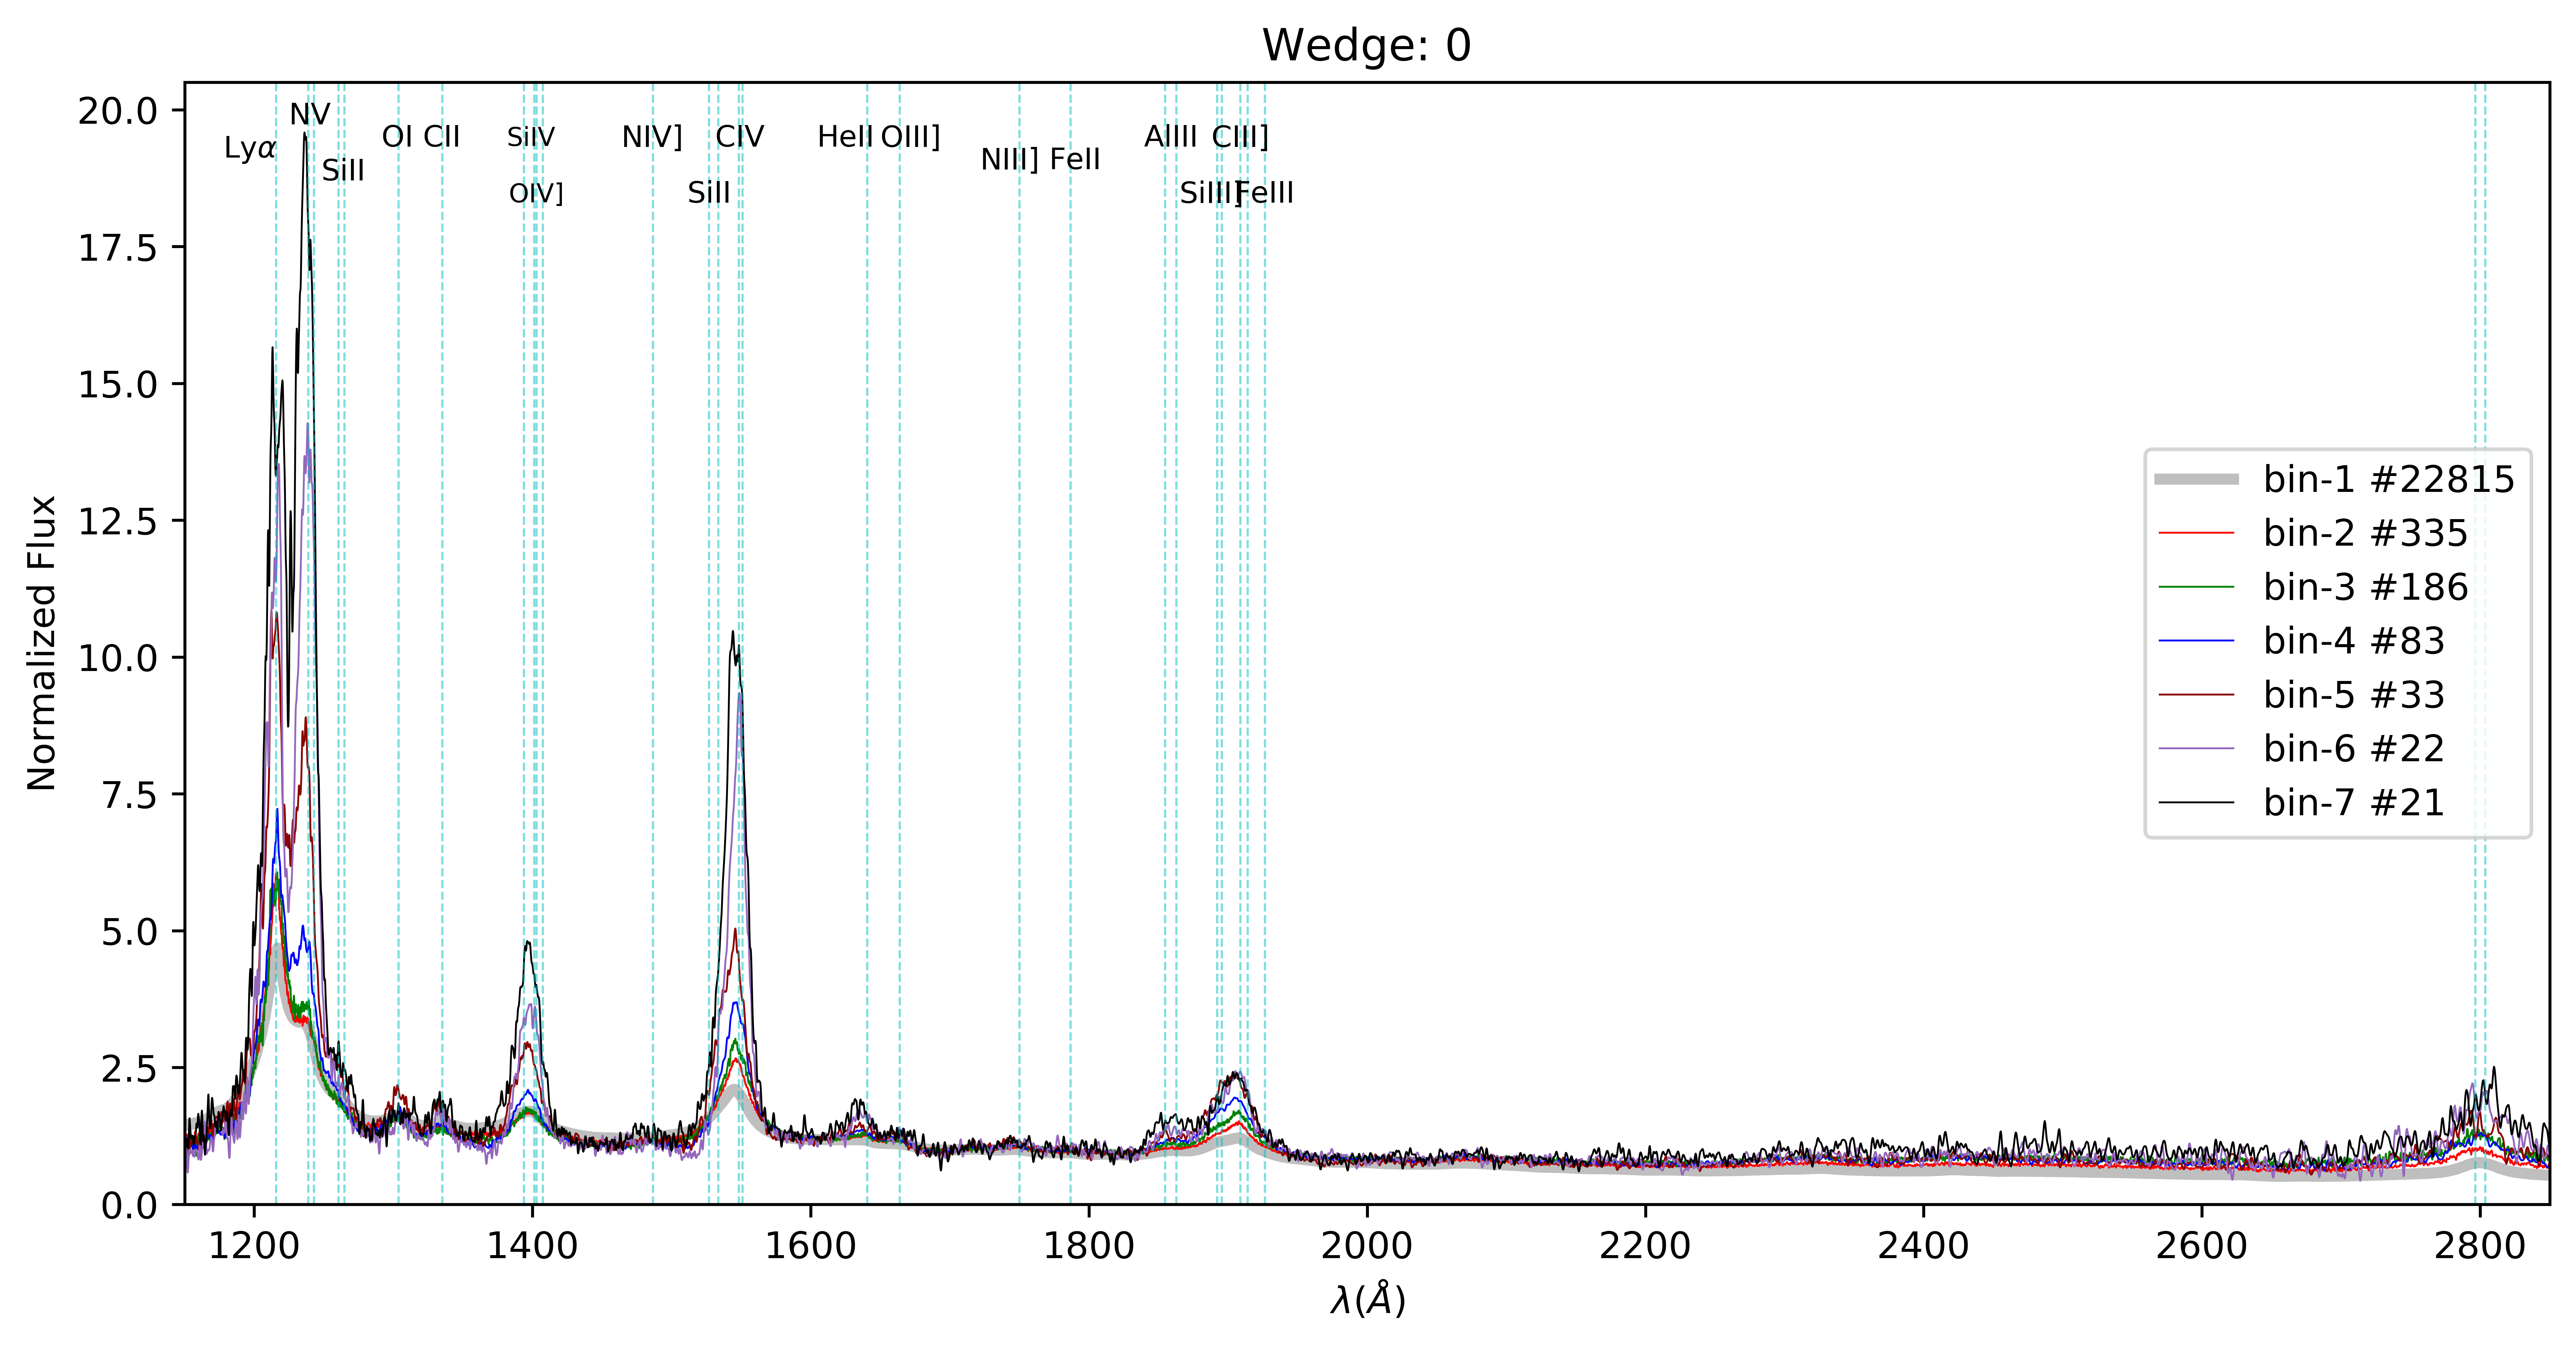 Wedge: 0
20.0
17.5
15.0
12.5
10.0
7.5
5.0
2.5
0.0
Normalized Flux
NV
Lyα
SiII
OI CII
SiIV
OIV]
NIV]
CIV
SiII
HeII OIII]
NIII] FeII
AlIII CIII]
SiIII]
FeIII
bin-1 #22815
bin-2 #335
bin-3 #186
bin-4 #83
bin-5 #33
bin-6 #22
bin-7 #21
1200 1400 1600 1800 2000 2200 2400 2600 2800
λ(Å)